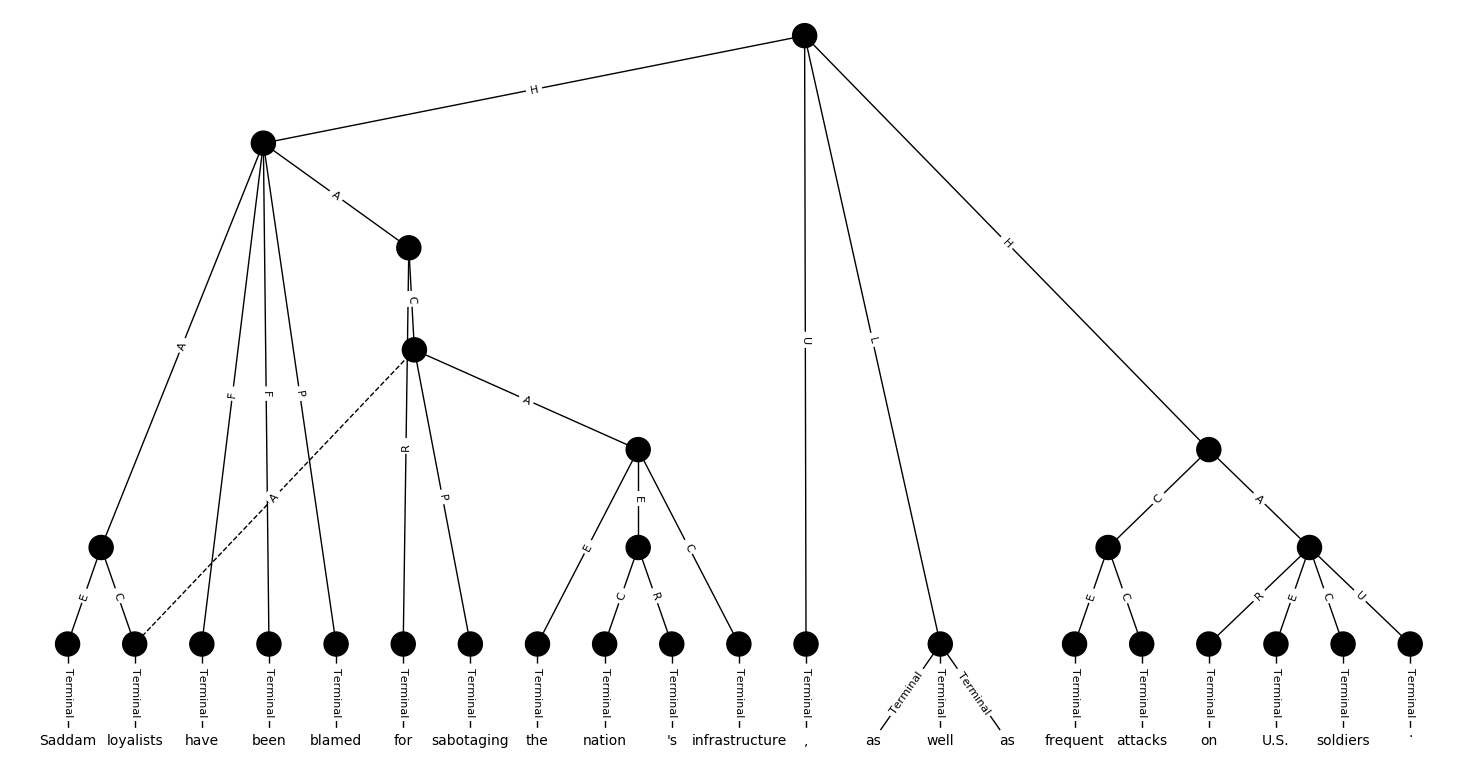 H
A
A
C
U
L
H
A
F
F
P
R
A
P
A
E
E
C
C
A
E
C
C
R
E
C
R
E
C
U
Terminal Terminal Terminal Terminal Terminal Terminal Terminal Terminal Terminal Terminal Terminal Terminal Terminal Terminal Terminal Terminal Terminal Terminal Terminal Terminal Terminal
Saddam loyalists have been blamed for sabotaging the nation 's infrastructure , as well as frequent attacks on U.S. soldiers .